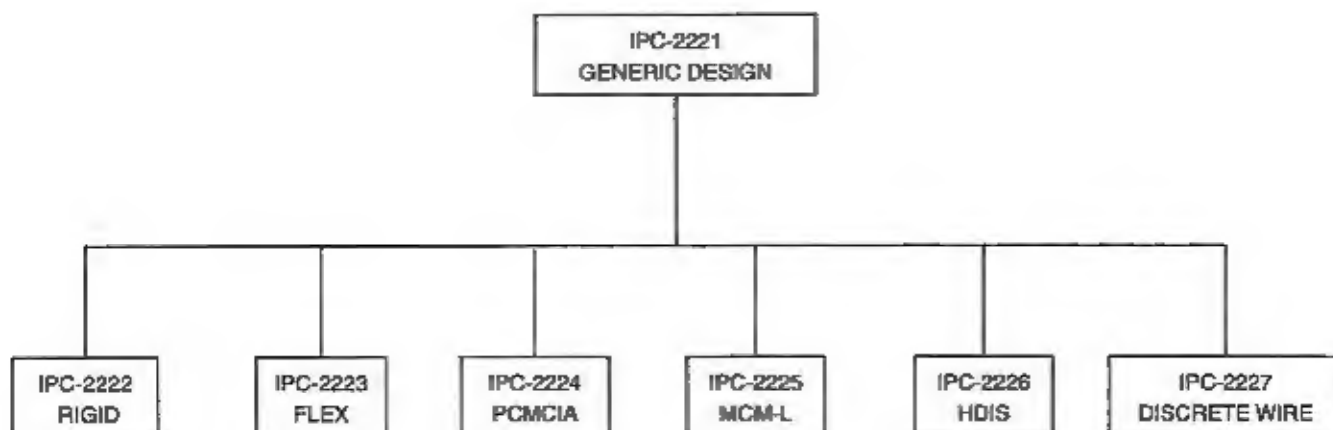 IPC-2221
GENERIC DESIGN
IPC-2222
RIGID
IPC-2223
FLEX
IPC-2224
PCMCIA
IPC-2225
MCM-L
IPC-2226
HDIS
IPC-2227
DISCRETE WIRE